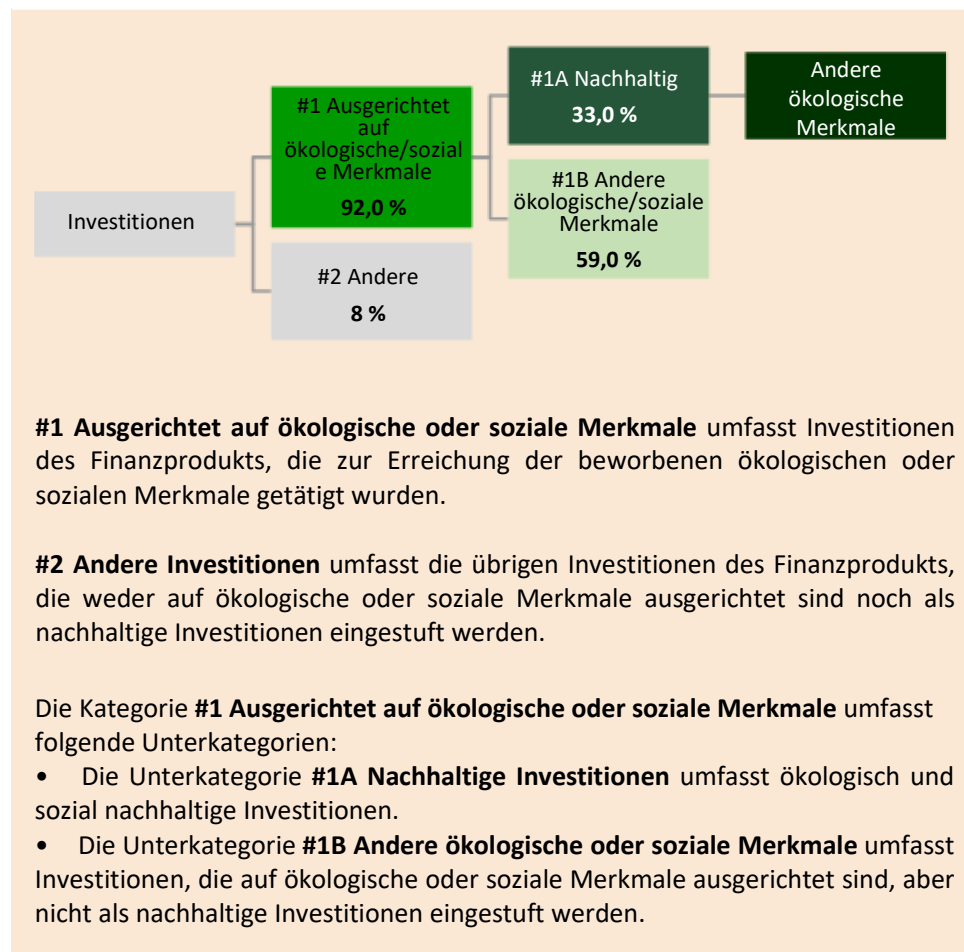 Investitionen
#1 Ausgerichtet
auf
ökologische/sozial
e Merkmale
92,0 %
#2 Andere
8 %
#1A Nachhaltig
33,0 %
#1B Andere
ökologische/soziale
Merkmale
59,0 %
Andere
ökologische
Merkmale
#1 Ausgerichtet auf ökologische oder soziale Merkmale umfasst Investitionen
des Finanzprodukts, die zur Erreichung der beworbenen ökologischen oder
sozialen Merkmale getätigt wurden.
#2 Andere Investitionen umfasst die übrigen Investitionen des Finanzprodukts,
die weder auf ökologische oder soziale Merkmale ausgerichtet sind noch als
nachhaltige Investitionen eingestuft werden.
Die Kategorie #1 Ausgerichtet auf ökologische oder soziale Merkmale umfasst
folgende Unterkategorien:
• Die Unterkategorie #1A Nachhaltige Investitionen umfasst ökologisch und
sozial nachhaltige Investitionen.
• Die Unterkategorie #1B Andere ökologische oder soziale Merkmale umfasst
Investitionen, die auf ökologische oder soziale Merkmale ausgerichtet sind, aber
nicht als nachhaltige Investitionen eingestuft werden.